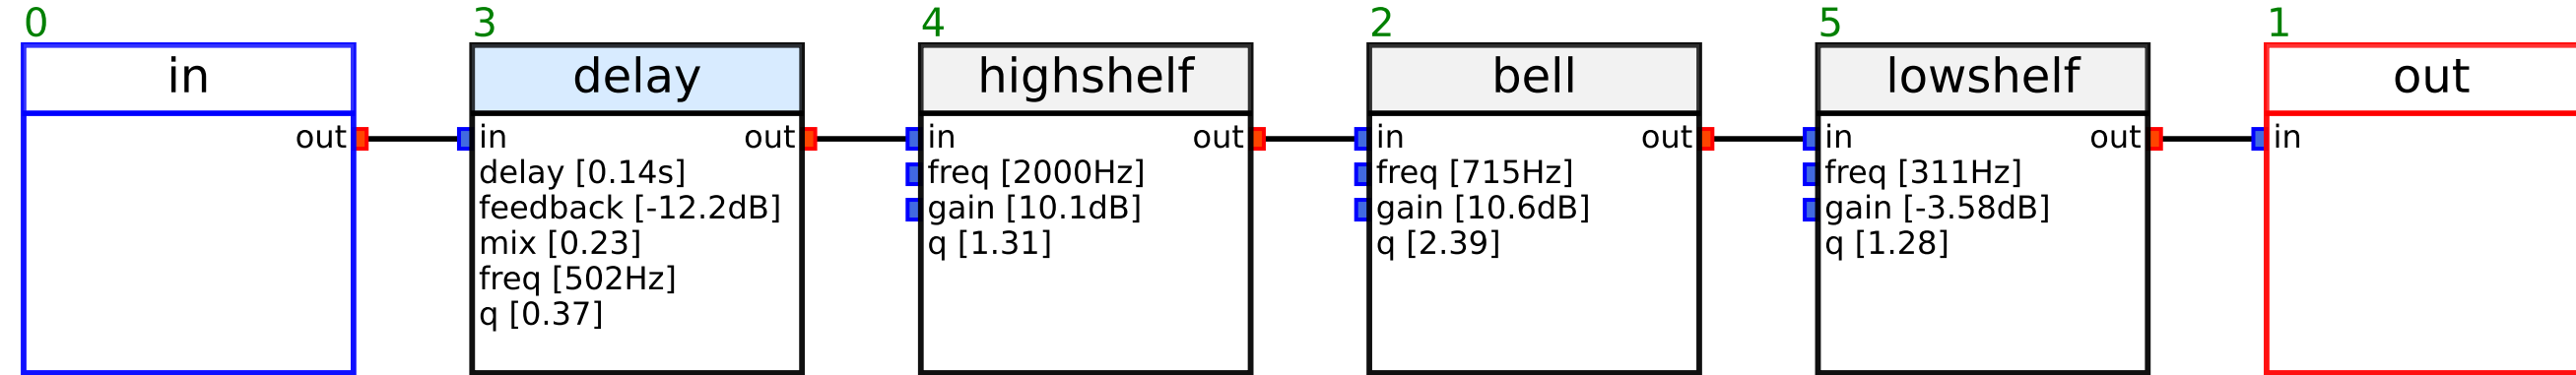 0
in
out
3
delay
in out
delay [0.14s]
feedback [-12.2dB]
mix [0.23]
freq [502Hz]
q [0.37]
4
highshelf
in out
freq [2000Hz]
gain [10.1dB]
q [1.31]
2
bell
in out
freq [715Hz]
gain [10.6dB]
q [2.39]
5
lowshelf
in out
freq [311Hz]
gain [-3.58dB]
q [1.28]
1
out
in